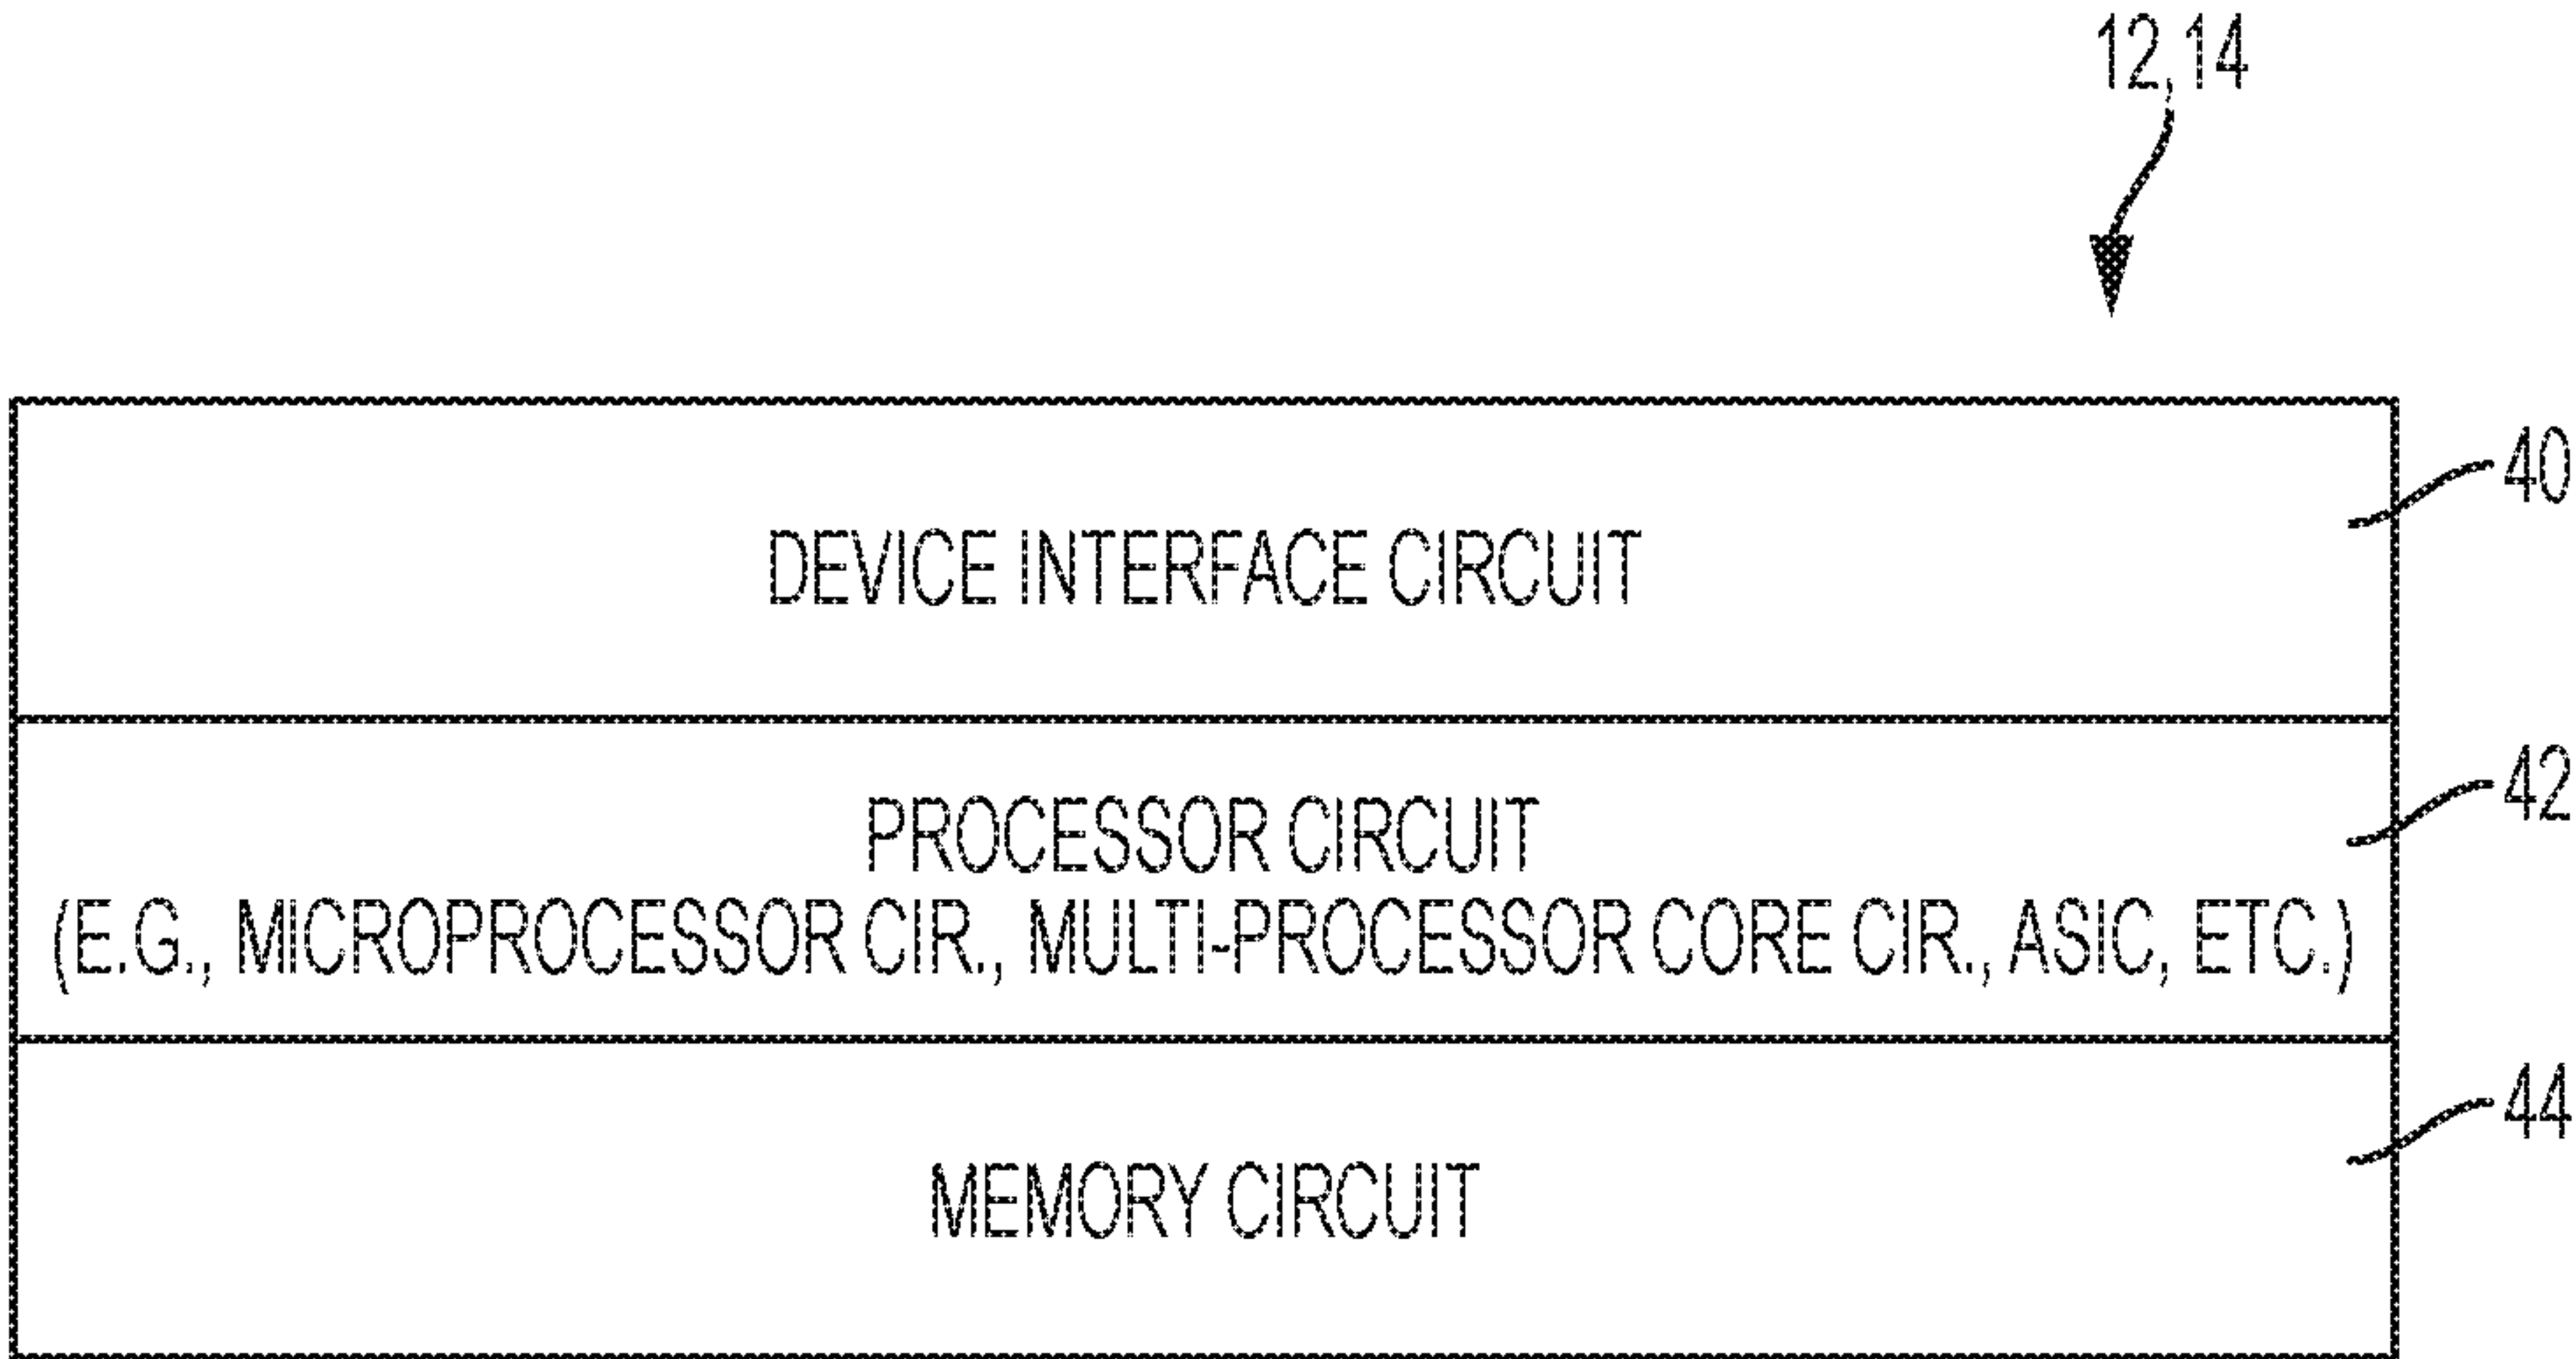 12,14
40
DEVICE INTERFACE CIRCUIT
42
PROCESSOR CIRCUIT
(E.G., MICROPROCESSOR CIR., MULTI-PROCESSOR CORE CIR., ASIC, ETC.)
44
MEMORY CIRCUIT